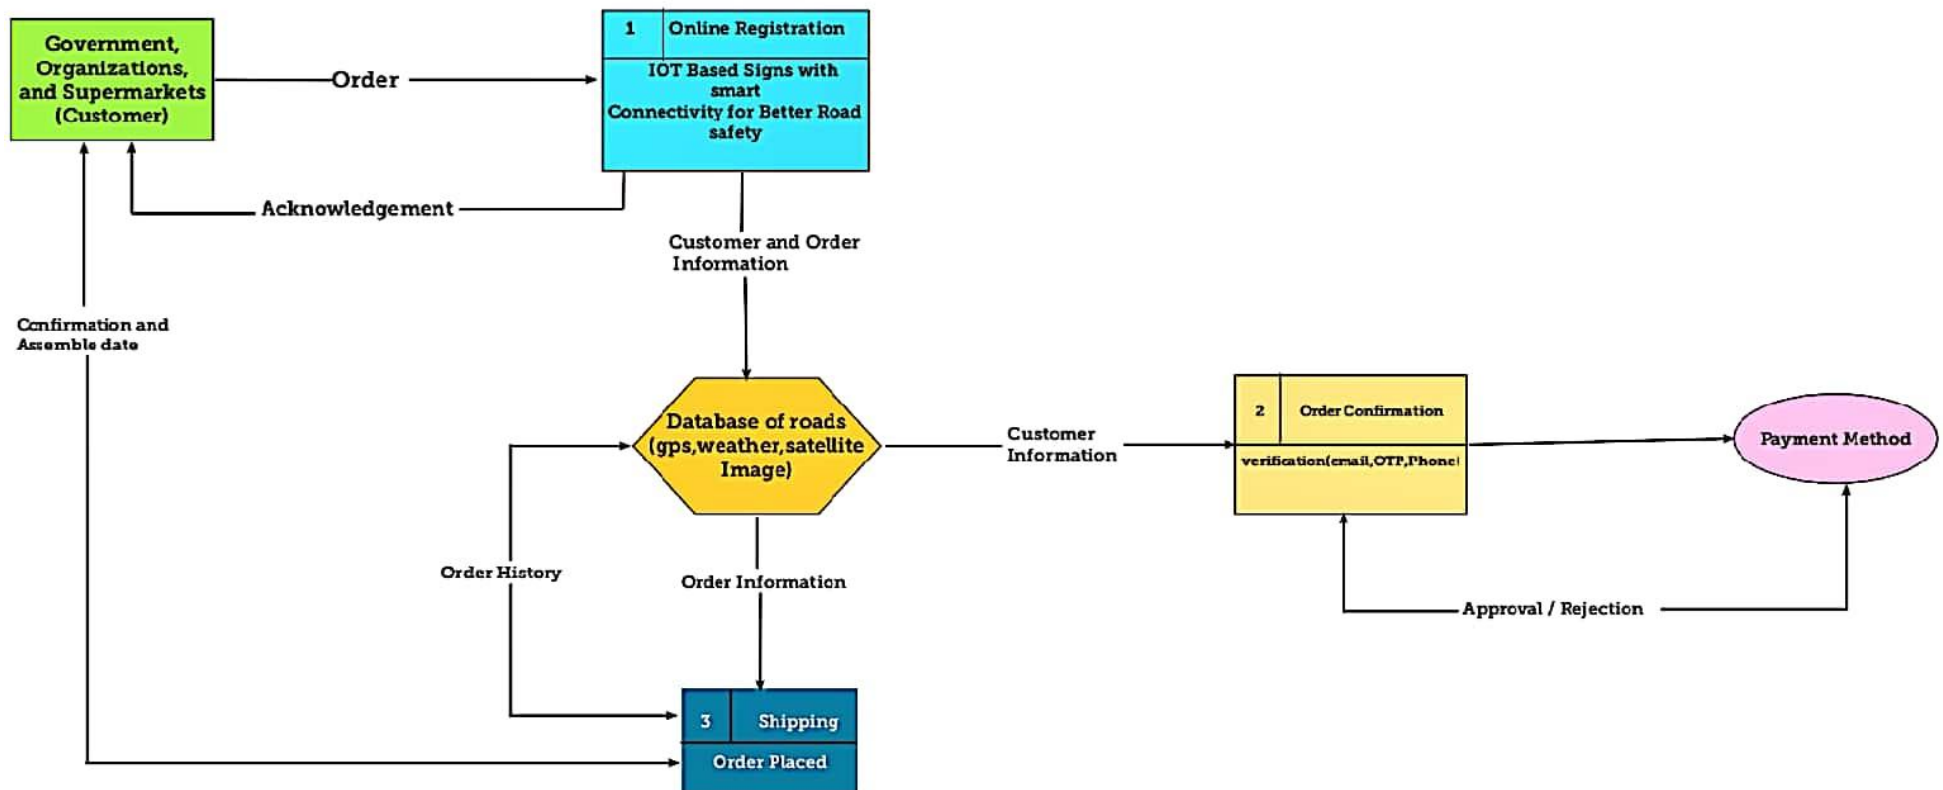 Government,
Organizations,
and Supermarkets
(Customer)
Order
1
Online Registration
IOT Based Signs with
smart
Connectivity for Better Road
safety
Acknowledgement
Customer and Order
Information
Confirmation and
Assemble date
Database of roads
(gps,weather,satellite
Image)
Customer
Information
2
Order Confirmation
verification(email,OTP,Phone)
Payment Method
Order History
Order Information
Approval / Rejection
3
Shipping
Order Placed